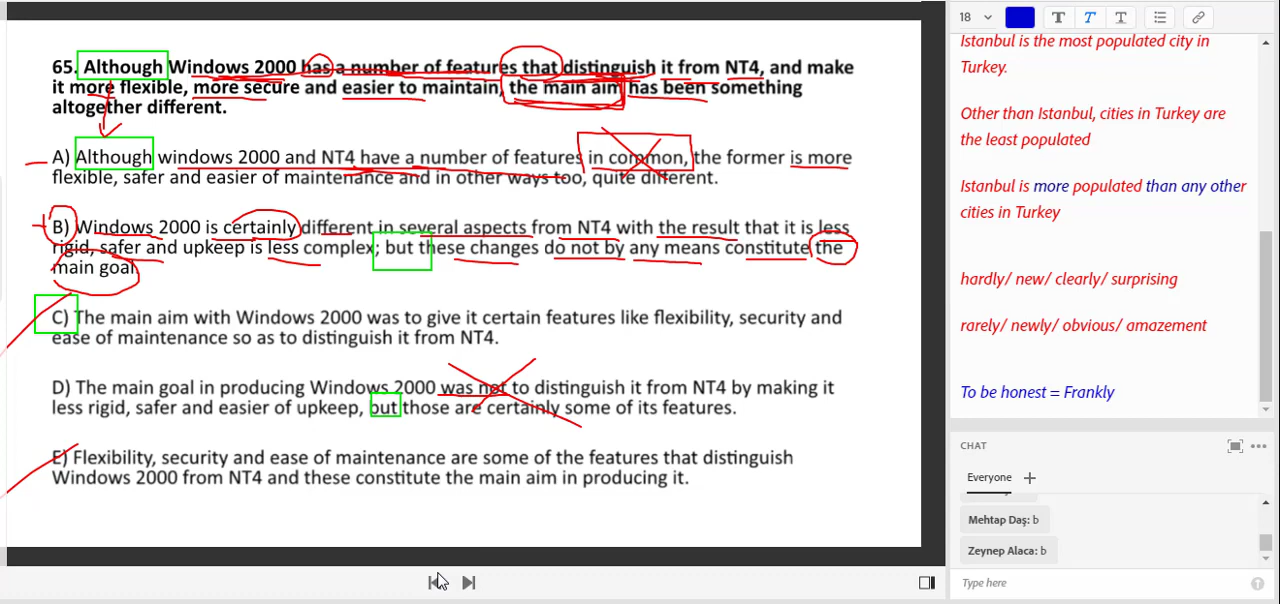 65. Although Windows 2000 has a number of features that distinguish it from NT4, and make
it more flexible, more secure and easier to maintain, the main aim has been something
altogether different.
A) Although windows 2000 and NT4 have a number of features in common, the former is more
flexible, safer and easier of maintenance and in other ways too, quite different.
B) Windows 2000 is certainly different in several aspects from NT4 with the result that it is less
rigid, safer and upkeep is less complex; but these changes do not by any means constitute the
main goal.
C) The main aim with Windows 2000 was to give it certain features like flexibility, security and
ease of maintenance so as to distinguish it from NT4.
D) The main goal in producing Windows 2000 was not to distinguish it from NT4 by making it
less rigid, safer and easier of upkeep, but those are certainly some of its features.
E) Flexibility, security and ease of maintenance are some of the features that distinguish
Windows 2000 from NT4 and these constitute the main aim in producing it.
18
T T T
Istanbul is the most populated city in
Turkey.
Other than Istanbul, cities in Turkey are
the least populated
Istanbul is more populated than any other
cities in Turkey
hardly/ new/ clearly/ surprising
rarely/ newly/ obvious/ amazement
To be honest = Frankly
CHAT
Everyone
Mehtap Daş: b
Zeynep Alaca: b
Type here